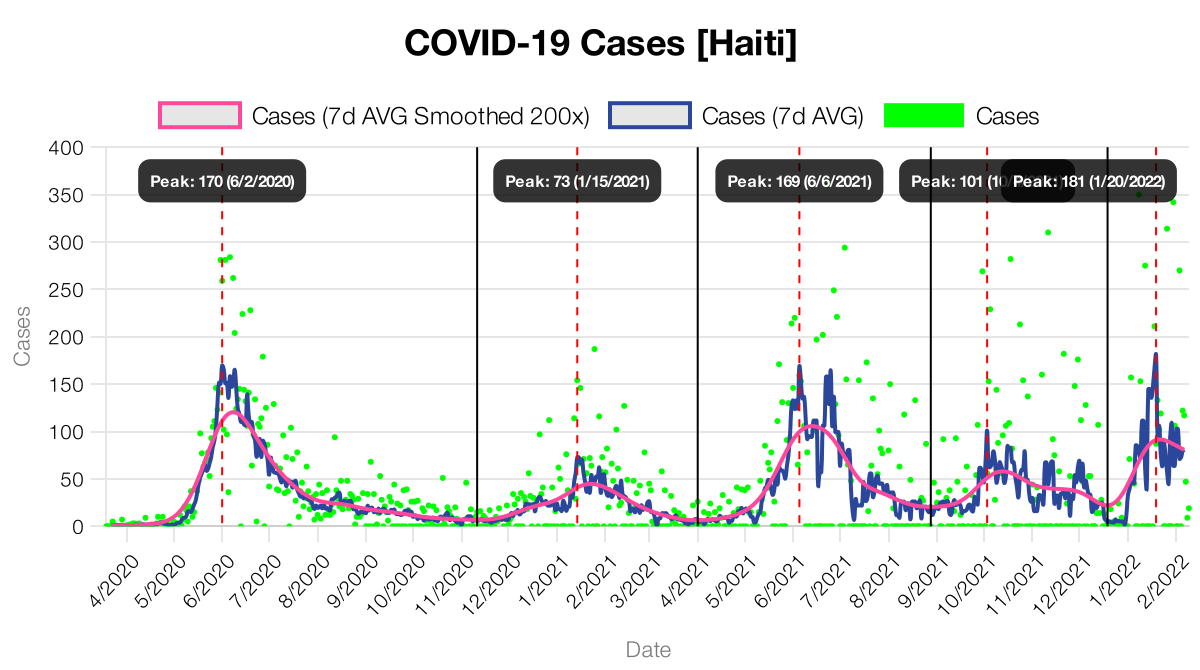 COVID-19 Cases [Haiti]
Cases (7d AVG Smoothed 200x) Cases (7d AVG) Cases
400
350
300
250
200
150
100
50
0
Cases
Peak: 170 (6/2/2020) Peak: 73 (1/15/2021) Peak: 169 (6/6/2021) Peak: 101 (10 Peak: 181 (1/20/2022)
4/2020 5/2020 6/2020 7/2020 8/2020 9/2020 10/2020 11/2020 12/2020 1/2021 2/2021 3/2021 4/2021 5/2021 6/2021 7/2021 8/2021 9/2021 10/2021 11/2021 12/2021 1/2022 2/2022
Date